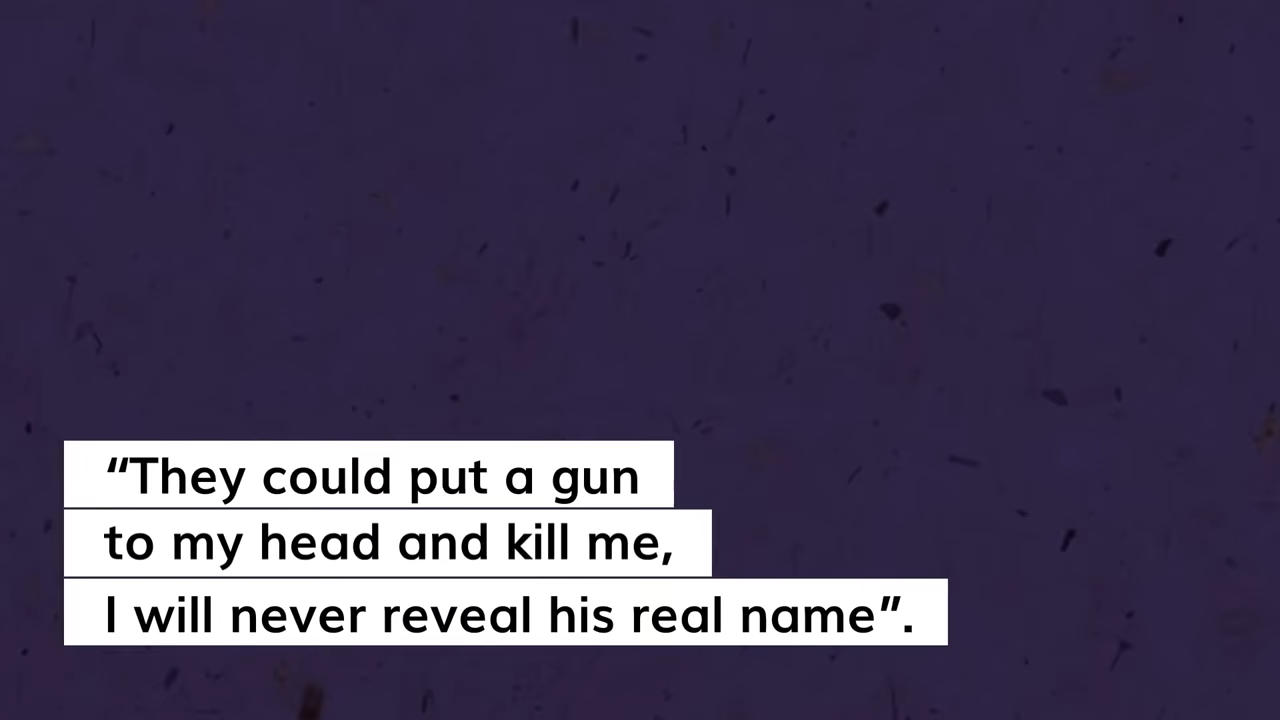 “They could put a gun
to my head and kill me,
I will never reveal his real name”.